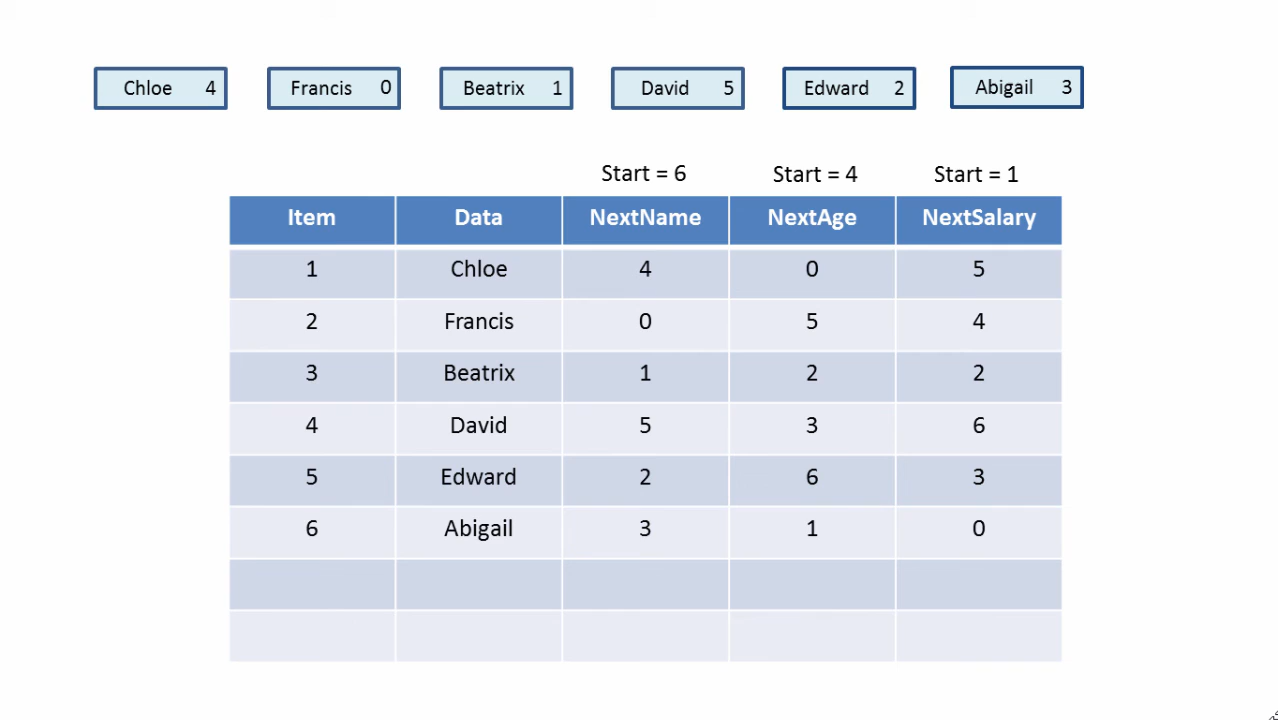 Chloe 4 Francis 0 Beatrix 1 David 5 Edward 2 Abigail 3
Start = 6 Start = 4 Start = 1
Item Data NextName NextAge NextSalary
1 Chloe 4 0 5
2 Francis 0 5 4
3 Beatrix 1 2 2
4 David 5 3 6
5 Edward 2 6 3
6 Abigail 3 1 0